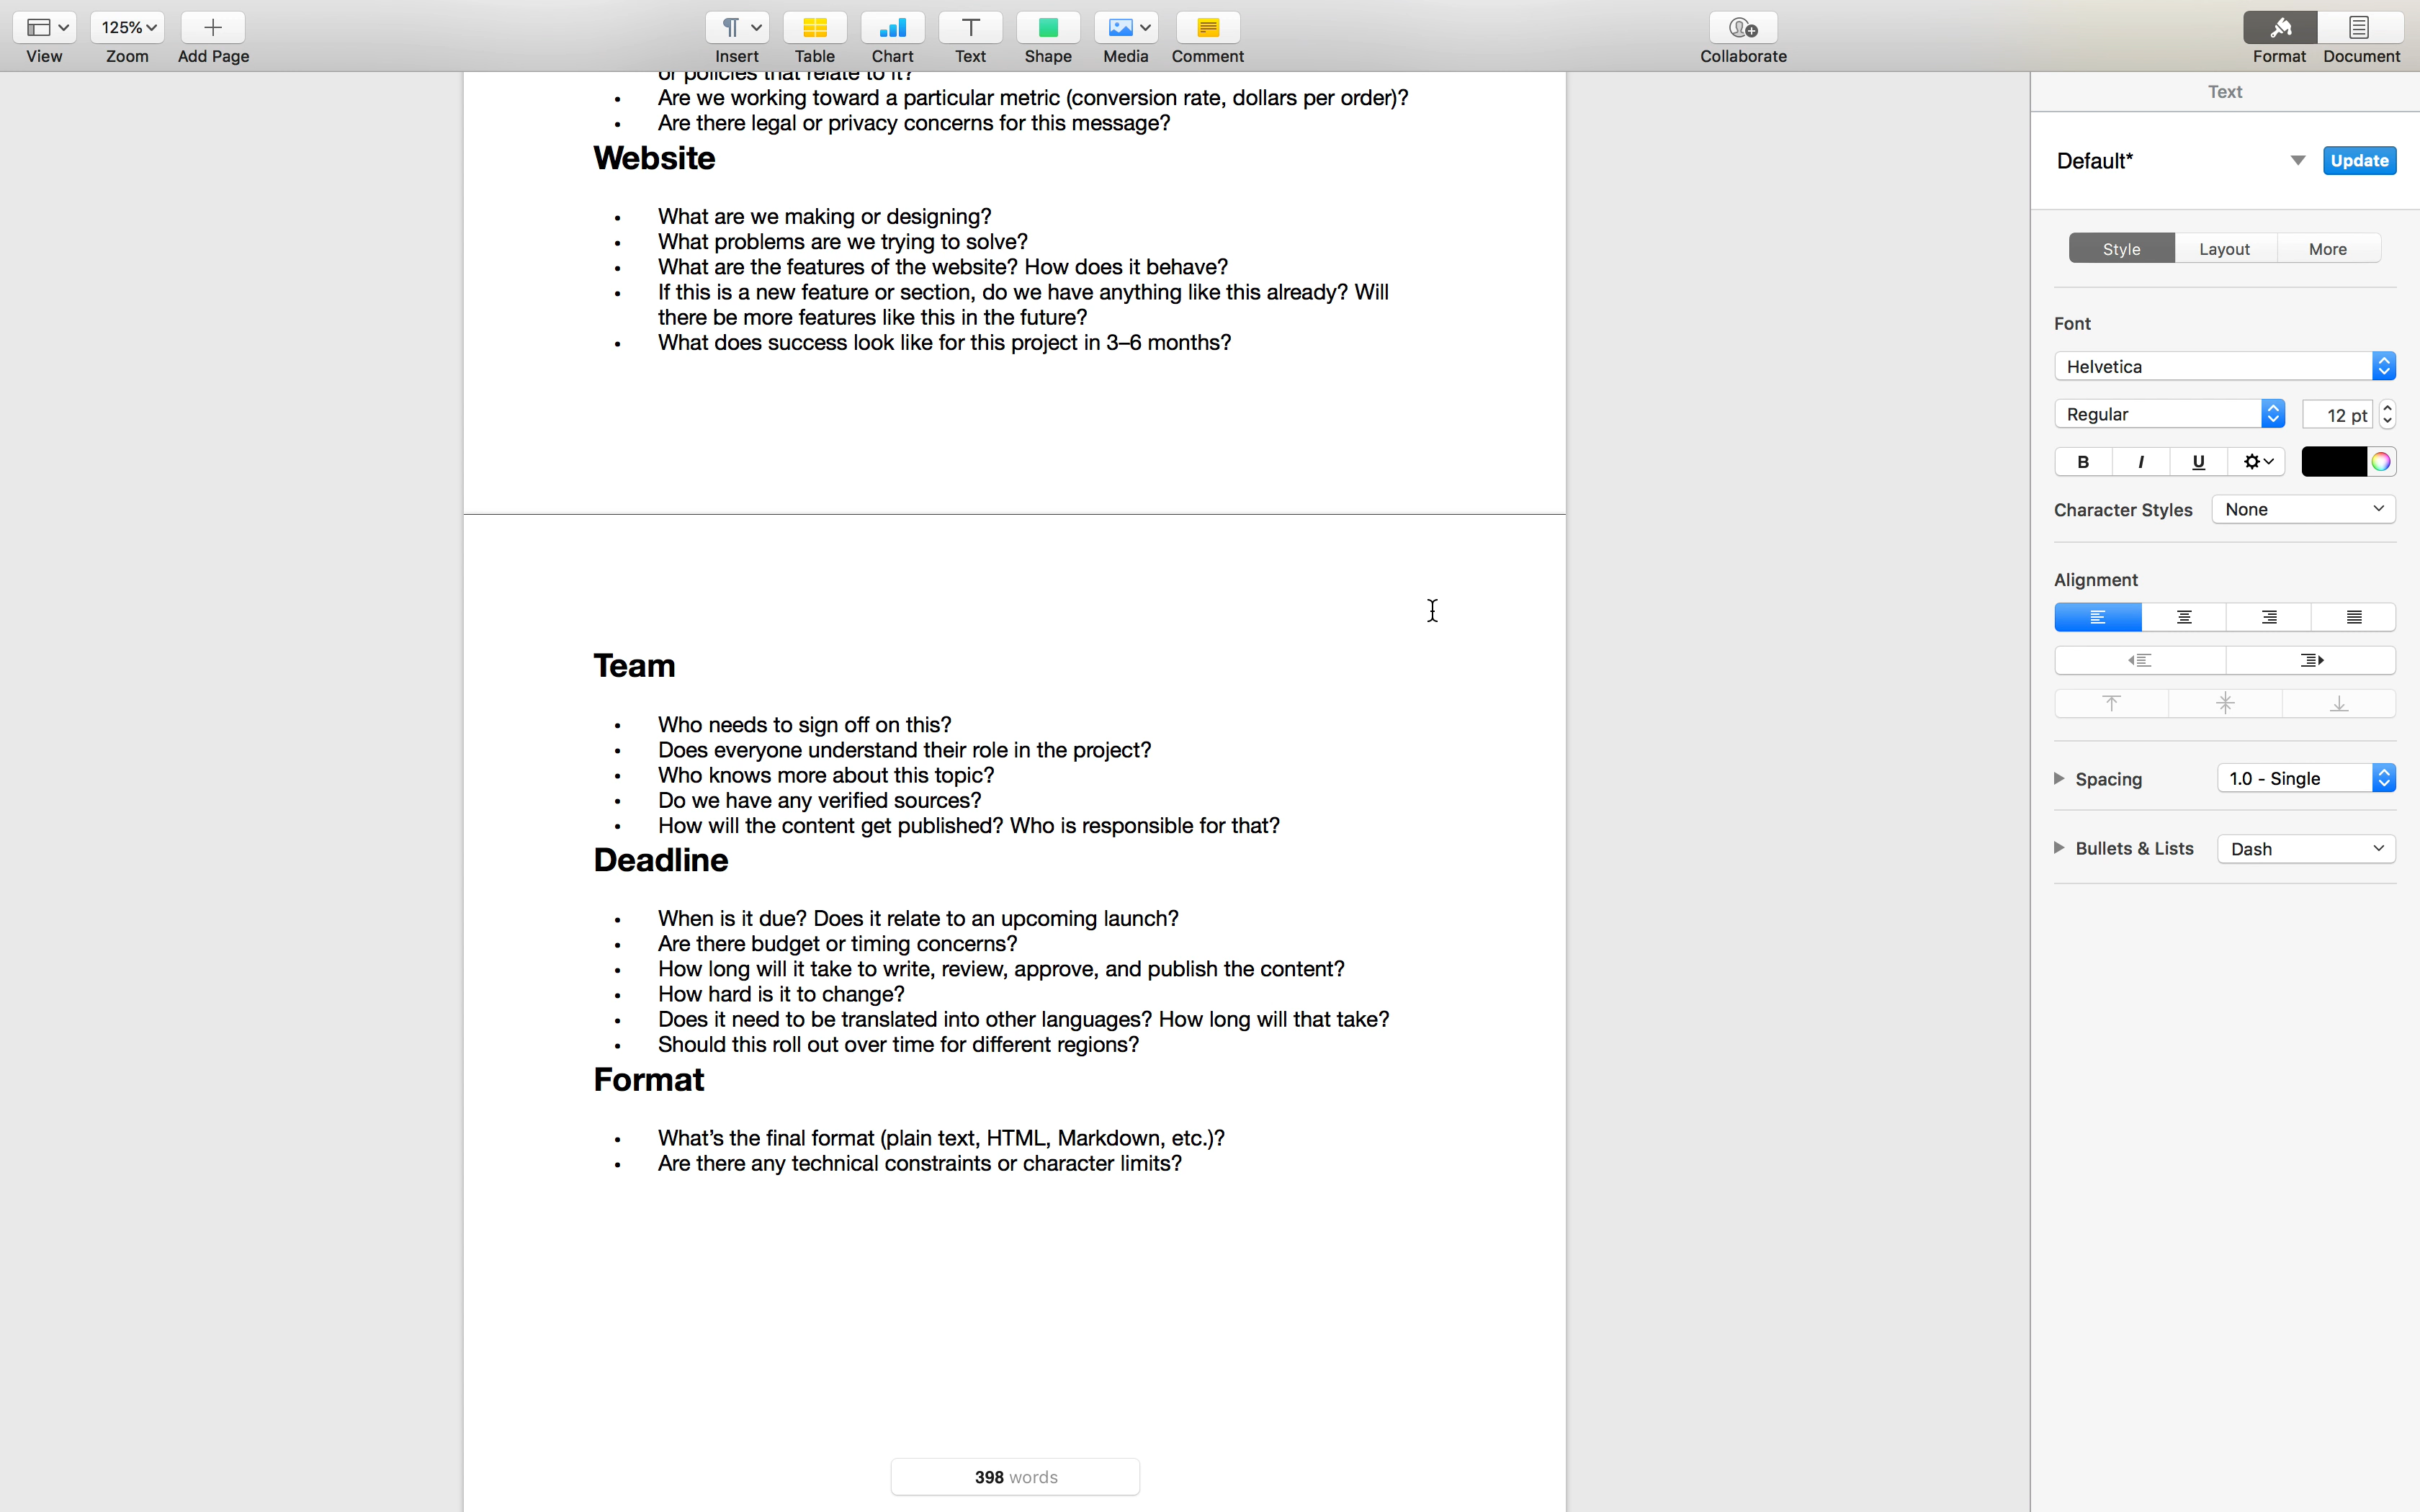 125%
View
Zoom
Add Page
Insert
Table
Chart
Text
Shape
Media
Comment
Collaborate
Format
Document
or policies that relate to it?
• Are we working toward a particular metric (conversion rate, dollars per order)?
• Are there legal or privacy concerns for this message?
Website
• What are we making or designing?
• What problems are we trying to solve?
• What are the features of the website? How does it behave?
• If this is a new feature or section, do we have anything like this already? Will
there be more features like this in the future?
• What does success look like for this project in 3–6 months?
Team
• Who needs to sign off on this?
• Does everyone understand their role in the project?
• Who knows more about this topic?
• Do we have any verified sources?
• How will the content get published? Who is responsible for that?
Deadline
• When is it due? Does it relate to an upcoming launch?
• Are there budget or timing concerns?
• How long will it take to write, review, approve, and publish the content?
• How hard is it to change?
• Does it need to be translated into other languages? How long will that take?
• Should this roll out over time for different regions?
Format
• What’s the final format (plain text, HTML, Markdown, etc.)?
• Are there any technical constraints or character limits?
398 words
Text
Default*
Update
Style Layout More
Font
Helvetica
Regular 12 pt
B I U
Character Styles None
Alignment
Spacing 1.0 - Single
Bullets & Lists Dash